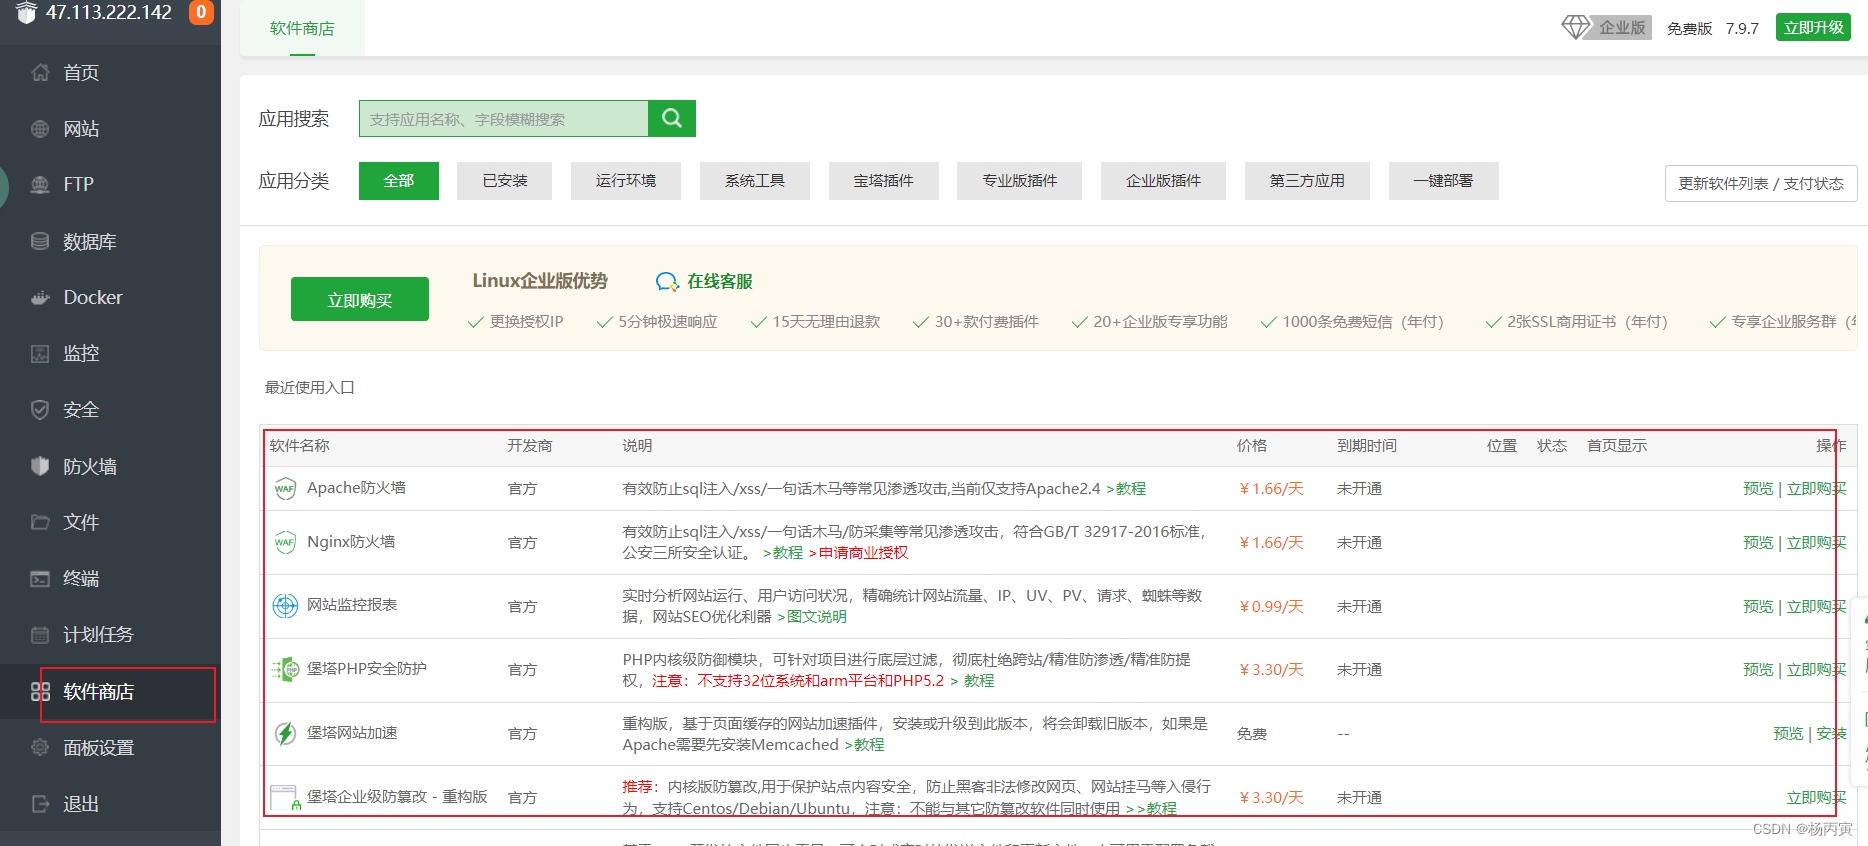 47.113.222.142 0
首页
网站
FTP
数据库
Docker
监控
安全
防火墙
文件
终端
计划任务
软件商店
面板设置
退出
软件商店
企业版 免费版 7.9.7 立即升级
应用搜索 支持应用名称、字段模糊搜索
应用分类 全部 已安装 运行环境 系统工具 宝塔插件 专业版插件 企业版插件 第三方应用 一键部署 更新软件列表 / 支付状态
立即购买 Linux企业版优势 在线客服
更换授权IP 5分钟极速响应 15天无理由退款 30+款付费插件 20+企业版专享功能 1000条免费短信（年付） 2张SSL商用证书（年付） 专享企业服务群
最近使用入口
软件名称 开发商 说明 价格 到期时间 位置 状态 首页显示 操作
WAF Apache防火墙 官方 有效防止sql注入/xss/一句话木马等常见渗透攻击,当前仅支持Apache2.4 >教程 ￥1.66/天 未开通 预览 | 立即购买
WAF Nginx防火墙 官方 有效防止sql注入/xss/一句话木马/防采集等常见渗透攻击，符合GB/T 32917-2016标准，
公安三所安全认证。 >教程 >申请商业授权 ￥1.66/天 未开通 预览 | 立即购买
网站监控报表 官方 实时分析网站运行、用户访问状况，精确统计网站流量、IP、UV、PV、请求、蜘蛛等数
据，网站SEO优化利器 >图文说明 ￥0.99/天 未开通 预览 | 立即购买
堡塔PHP安全防护 官方 PHP内核级防御模块，可针对项目进行底层过滤，彻底杜绝跨站/精准防渗透/精准防提
权，注意：不支持32位系统和arm平台和PHP5.2 > 教程 ￥3.30/天 未开通 预览 | 立即购买
堡塔网站加速 官方 重构版，基于页面缓存的网站加速插件，安装或升级到此版本，将会卸载旧版本，如果是
Apache需要先安装Memcached >教程 免费 -- 预览 | 安装
堡塔企业级防篡改 - 重构版 官方 推荐：内核版防篡改,用于保护站点内容安全，防止黑客非法修改网页、网站挂马等入侵行
为，支持Centos/Debian/Ubuntu，注意：不能与其它防篡改软件同时使用 >>教程 ￥3.30/天 未开通 立即购买
CSDN @杨丙寅